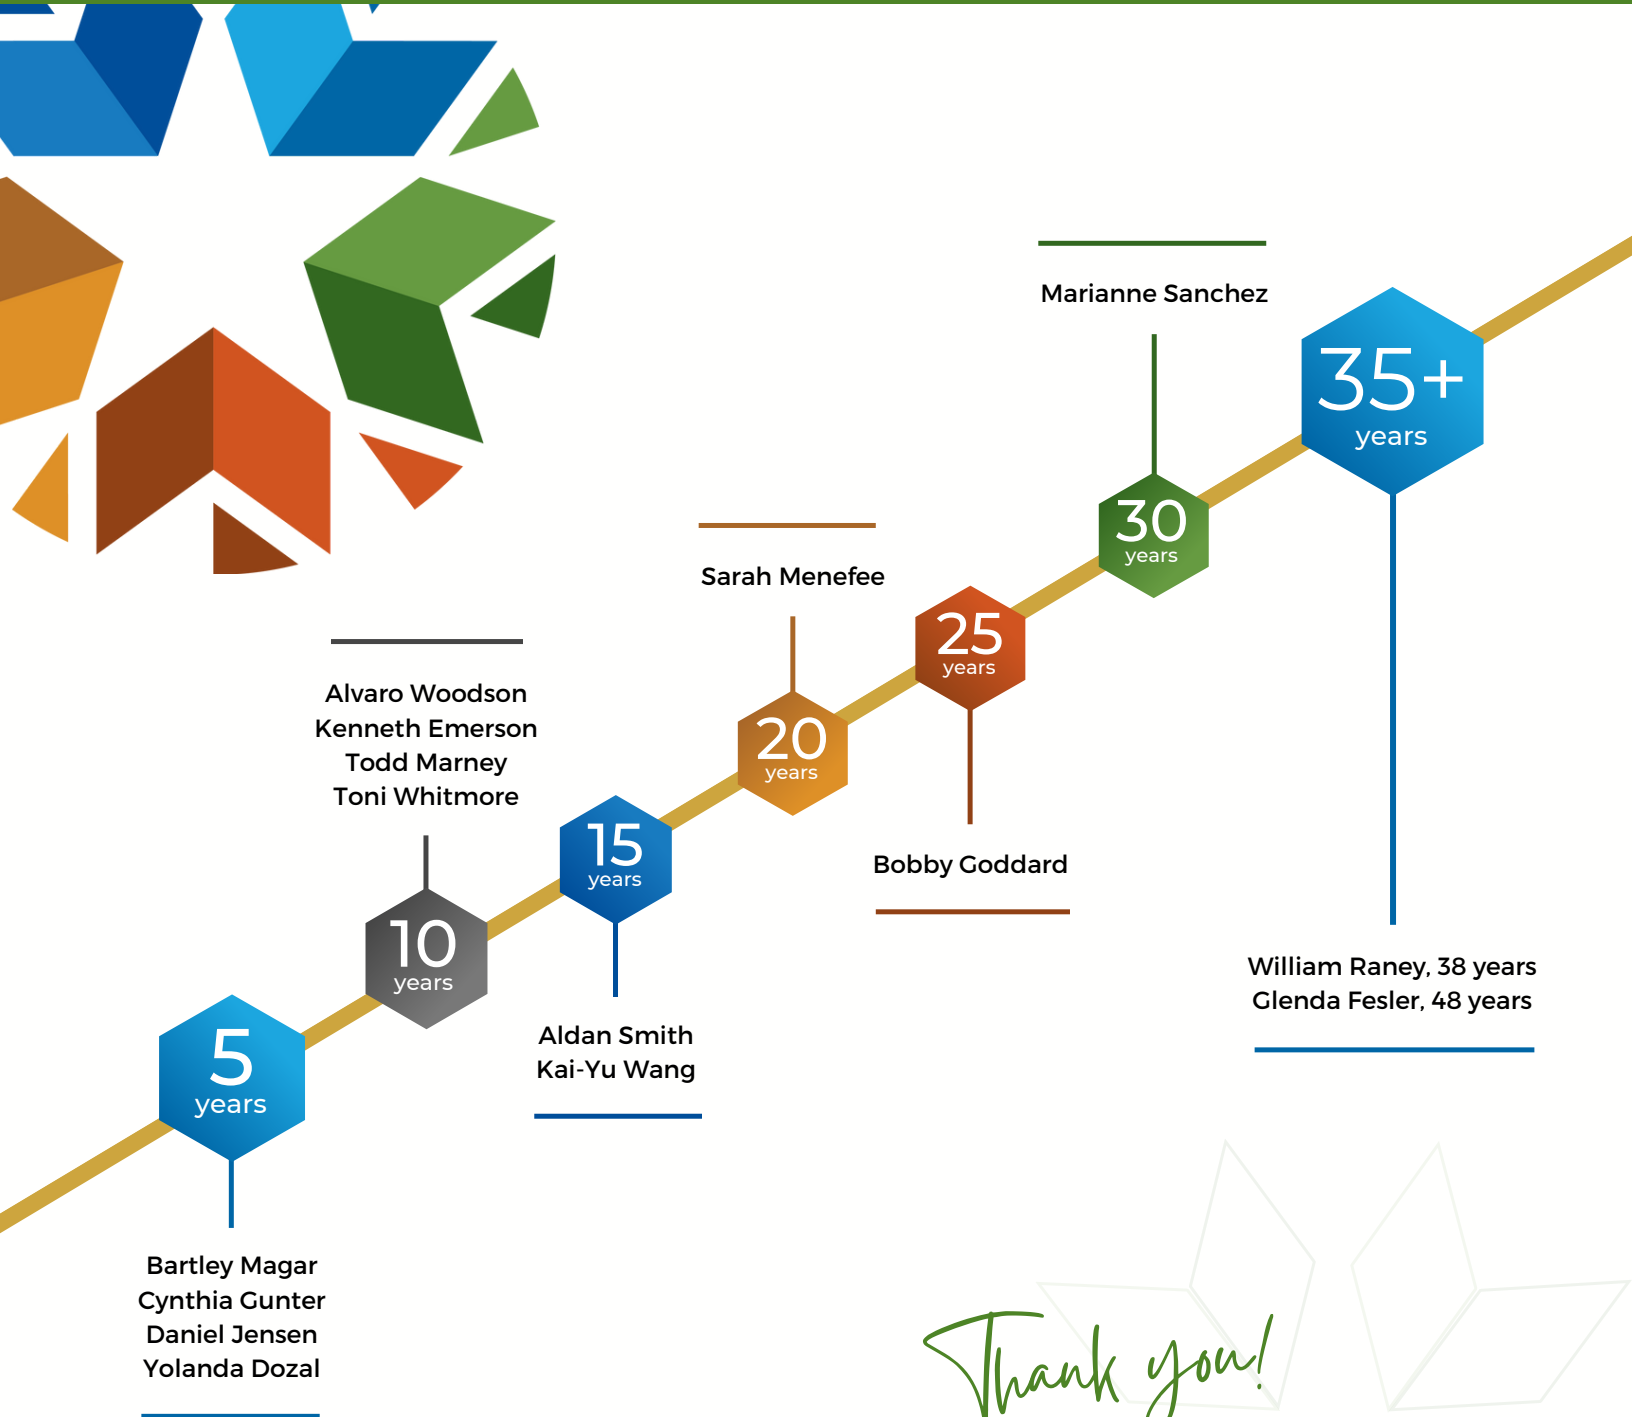 Marianne Sanchez
35+
years
30
years
Sarah Menefee
25
years
Alvaro Woodson
Kenneth Emerson
Todd Marney
Toni Whitmore
20
years
15
years
Bobby Goddard
10
years
William Raney, 38 years
Glenda Fesler, 48 years
Aldan Smith
Kai-Yu Wang
5
years
Bartley Magar
Cynthia Gunter
Daniel Jensen
Yolanda Dozal
Thank you!